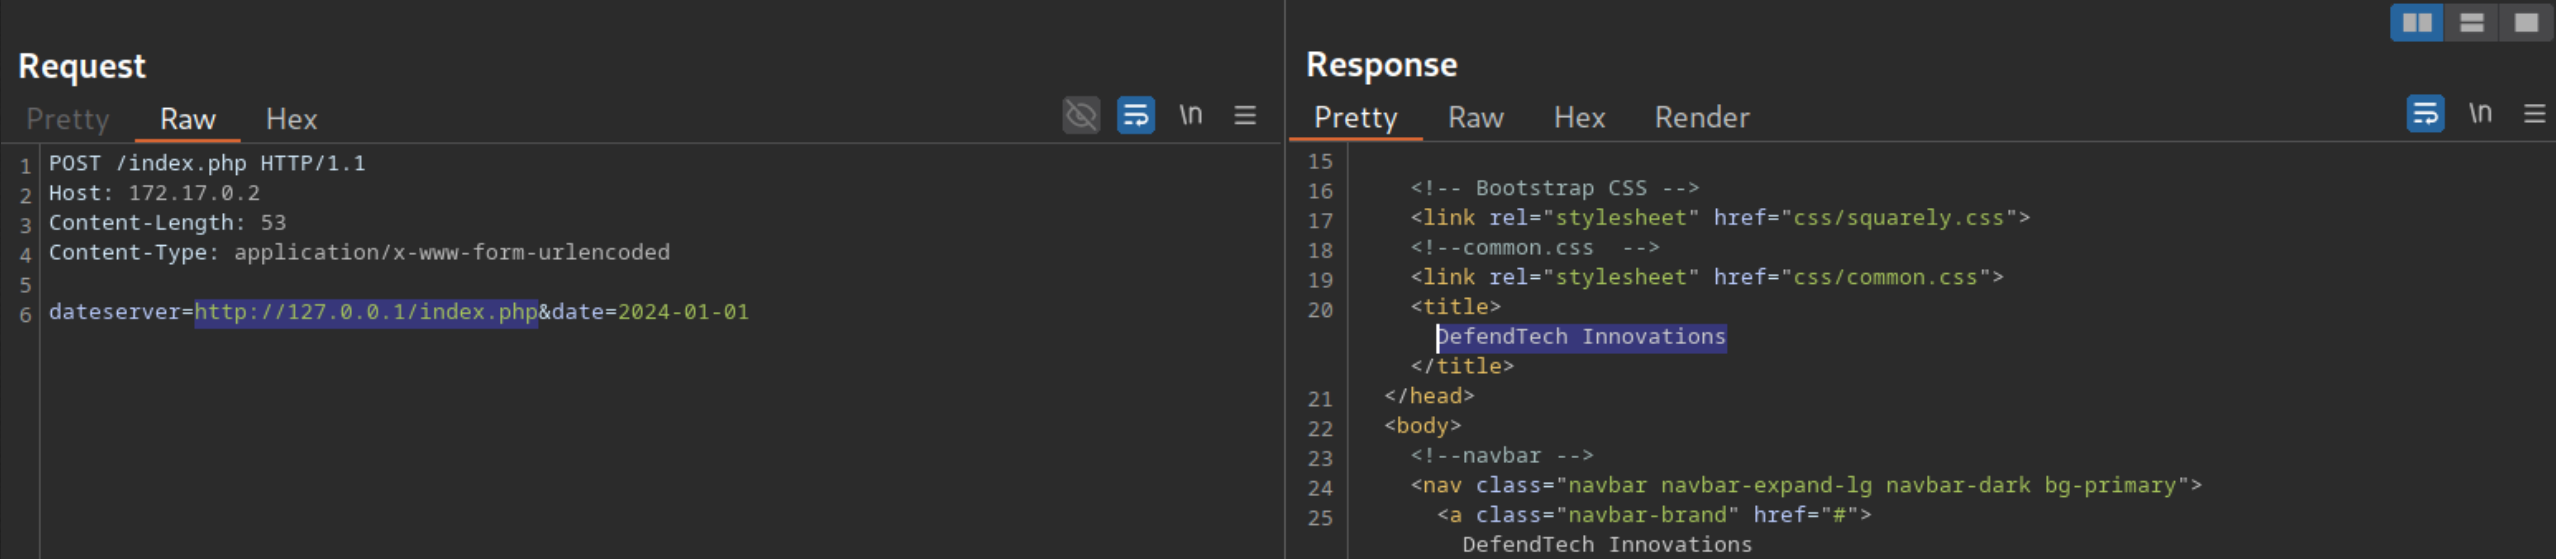 Request
Pretty Raw Hex \n
1 POST /index.php HTTP/1.1
2 Host: 172.17.0.2
3 Content-Length: 53
4 Content-Type: application/x-www-form-urlencoded
5
6 dateserver=http://127.0.0.1/index.php&date=2024-01-01
Response
Pretty Raw Hex Render \n
15
16 <!-- Bootstrap CSS -->
17 <link rel="stylesheet" href="css/squarely.css">
18 <!--common.css  -->
19 <link rel="stylesheet" href="css/common.css">
20 <title>
DefendTech Innovations
</title>
21 </head>
22 <body>
23 <!--navbar -->
24 <nav class="navbar navbar-expand-lg navbar-dark bg-primary">
25 <a class="navbar-brand" href="#">
DefendTech Innovations